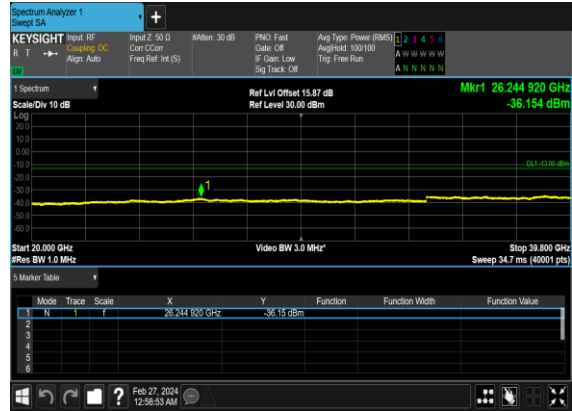 Spectrum Analyzer 1
Swept SA
KEYSIGHT
R T
Input: RF
Coupling: DC
Align: Auto
Input Z: 50 Ω
Corr CCorr
Freq Ref: Int (S)
#Atten: 30 dB
PNO: Fast
Gate: Off
IF Gain: Low
Sig Track: Off
Avg Type: Power (RMS)
Avg|Hold: 100/100
Trig: Free Run
1 2 3 4 5 6
A W W W W W
A N N N N N
1 Spectrum
Scale/Div 10 dB
Ref Lvl Offset 15.87 dB
Ref Level 30.00 dBm
Mkr1 26.244 920 GHz
-36.154 dBm
Log
20.0
10.0
0.00
-10.0
-20.0
-30.0
-40.0
-50.0
-60.0
DL1 -13.00 dBm
1
Start 20.000 GHz
#Res BW 1.0 MHz
Video BW 3.0 MHz*
Stop 39.800 GHz
Sweep 34.7 ms (40001 pts)
5 Marker Table
Mode Trace Scale X Y Function Function Width Function Value
1 N 1 f 26.244 920 GHz -36.15 dBm
2
3
4
5
6
?
Feb 27, 2024
12:58:53 AM